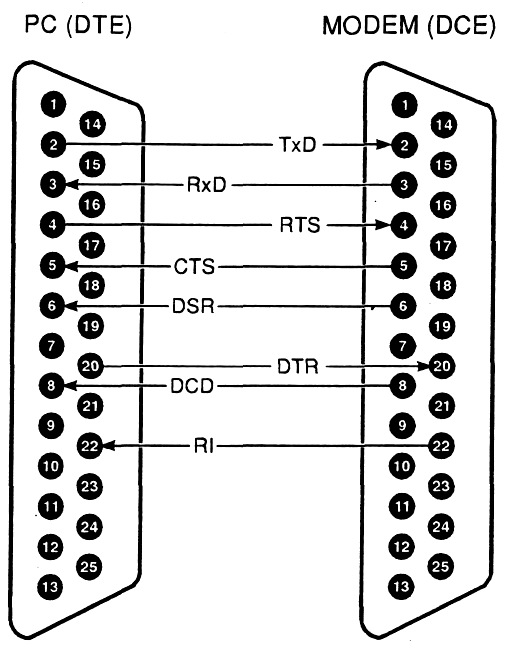 PC (DTE) MODEM (DCE)
1 1
14 14
2 TxD 2
15 15
3 RxD 3
16 16
4 RTS 4
17 17
5 CTS 5
18 18
6 DSR 6
19 19
7 7
20 DTR 20
8 DCD 8
21 21
9 9
22 RI 22
10 10
23 23
11 11
24 24
12 12
25 25
13 13